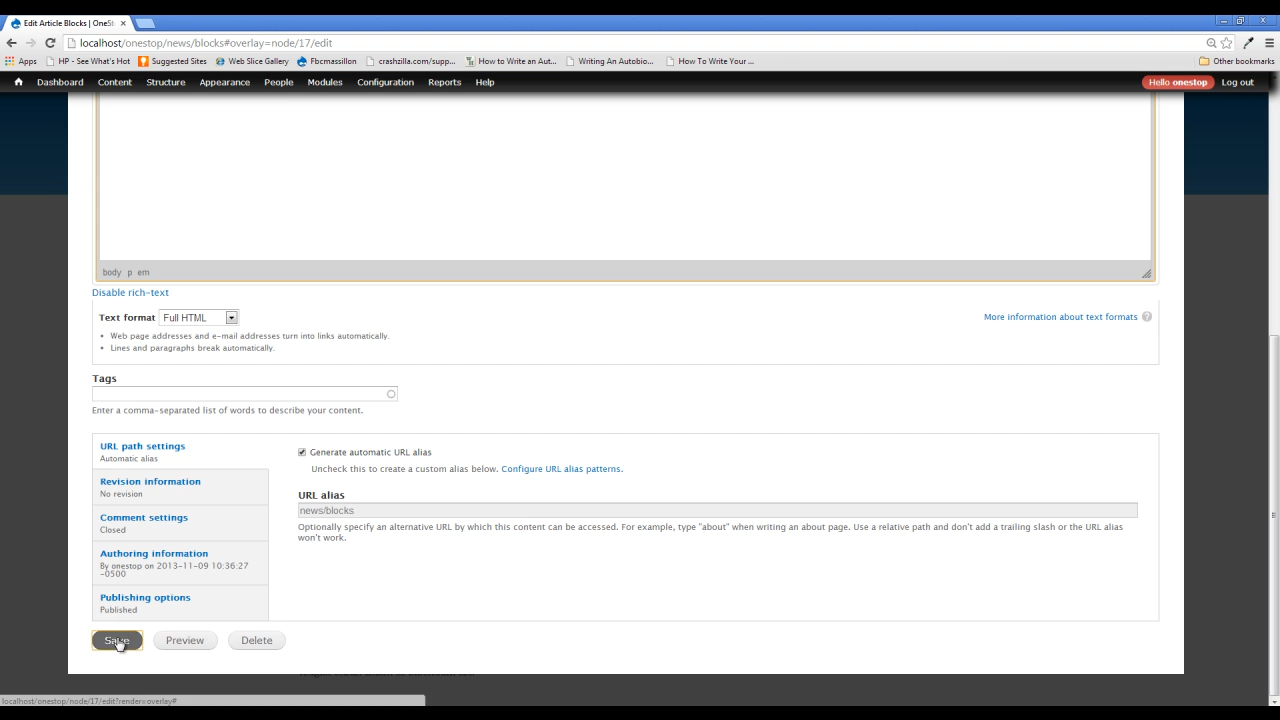 Edit Article Blocks | OneSt
localhost/onestop/news/blocks#overlay=node/17/edit
Apps HP - See What's Hot Suggested Sites Web Slice Gallery Fbcmassillon crashzilla.com/supp... How to Write an Aut... Writing An Autobio... How To Write Your ... Other bookmarks
Dashboard Content Structure Appearance People Modules Configuration Reports Help Hello onestop Log out
body p em
Disable rich-text
Text format Full HTML More information about text formats ?
• Web page addresses and e-mail addresses turn into links automatically.
• Lines and paragraphs break automatically.
Tags
Enter a comma-separated list of words to describe your content.
URL path settings
Automatic alias
Revision information
No revision
Comment settings
Closed
Authoring information
By onestop on 2013-11-09 10:36:27
-0500
Publishing options
Published
Generate automatic URL alias
Uncheck this to create a custom alias below. Configure URL alias patterns.
URL alias
news/blocks
Optionally specify an alternative URL by which this content can be accessed. For example, type "about" when writing an about page. Use a relative path and don't add a trailing slash or the URL alias
won't work.
Save Preview Delete
localhost/onestop/node/17/edit?render=overlay#